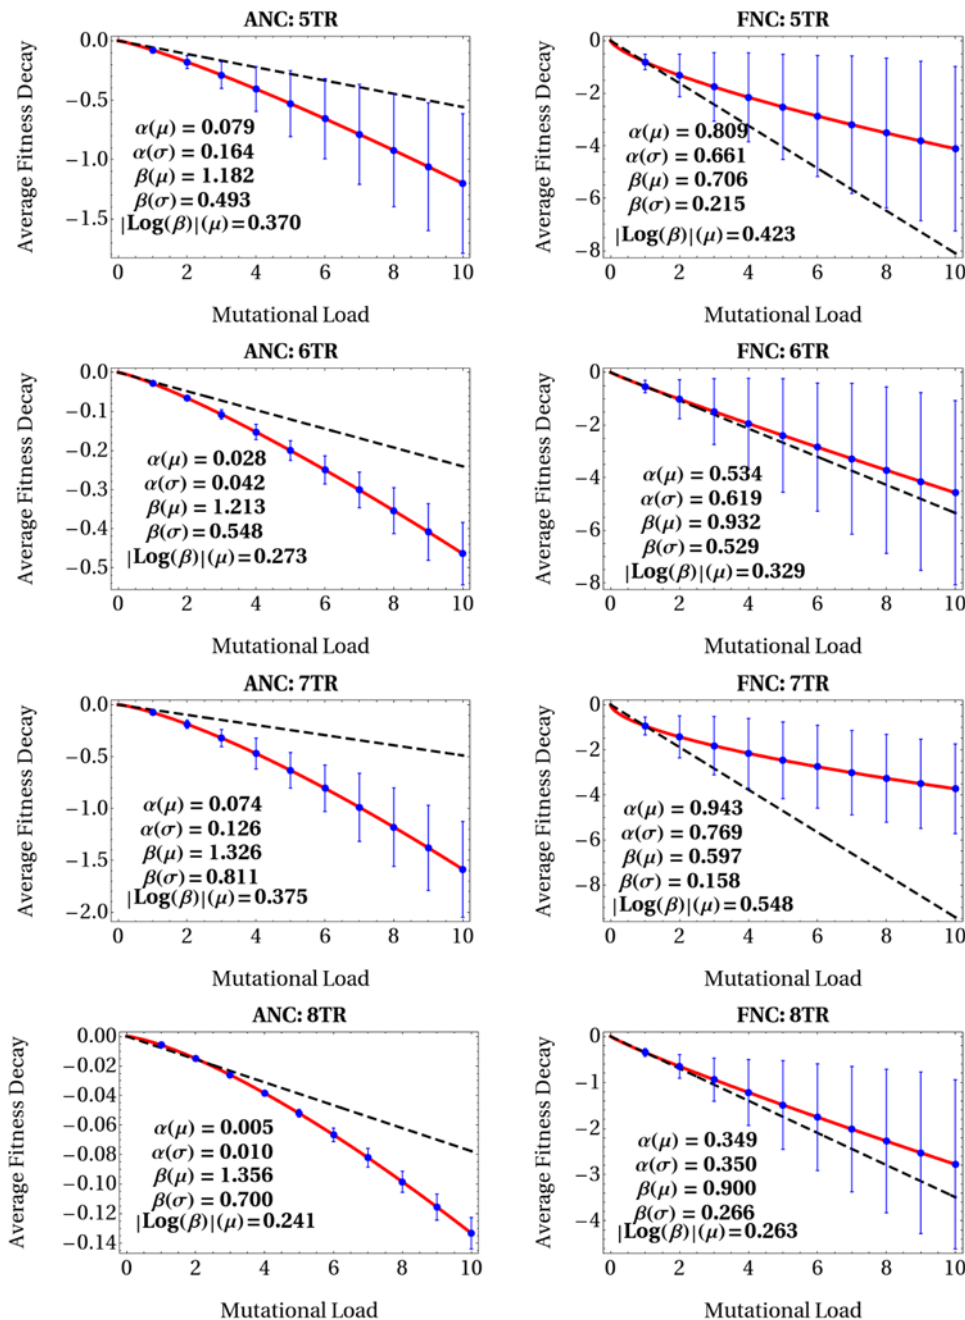 ANC: 5TR
Average Fitness Decay
0.0
−0.5
−1.0
−1.5
α(μ) = 0.079
α(σ) = 0.164
β(μ) = 1.182
β(σ) = 0.493
|Log(β)|(μ) = 0.370
0 2 4 6 8 10
Mutational Load
FNC: 5TR
Average Fitness Decay
0
−2
−4
−6
−8
α(μ) = 0.809
α(σ) = 0.661
β(μ) = 0.706
β(σ) = 0.215
|Log(β)|(μ) = 0.423
0 2 4 6 8 10
Mutational Load
ANC: 6TR
Average Fitness Decay
0.0
−0.1
−0.2
−0.3
−0.4
−0.5
α(μ) = 0.028
α(σ) = 0.042
β(μ) = 1.213
β(σ) = 0.548
|Log(β)|(μ) = 0.273
0 2 4 6 8 10
Mutational Load
FNC: 6TR
Average Fitness Decay
0
−2
−4
−6
−8
α(μ) = 0.534
α(σ) = 0.619
β(μ) = 0.932
β(σ) = 0.529
|Log(β)|(μ) = 0.329
0 2 4 6 8 10
Mutational Load
ANC: 7TR
Average Fitness Decay
0.0
−0.5
−1.0
−1.5
−2.0
α(μ) = 0.074
α(σ) = 0.126
β(μ) = 1.326
β(σ) = 0.811
|Log(β)|(μ) = 0.375
0 2 4 6 8 10
Mutational Load
FNC: 7TR
Average Fitness Decay
0
−2
−4
−6
−8
α(μ) = 0.943
α(σ) = 0.769
β(μ) = 0.597
β(σ) = 0.158
|Log(β)|(μ) = 0.548
0 2 4 6 8 10
Mutational Load
ANC: 8TR
Average Fitness Decay
0.00
−0.02
−0.04
−0.06
−0.08
−0.10
−0.12
−0.14
α(μ) = 0.005
α(σ) = 0.010
β(μ) = 1.356
β(σ) = 0.700
|Log(β)|(μ) = 0.241
0 2 4 6 8 10
Mutational Load
FNC: 8TR
Average Fitness Decay
0
−1
−2
−3
−4
α(μ) = 0.349
α(σ) = 0.350
β(μ) = 0.900
β(σ) = 0.266
|Log(β)|(μ) = 0.263
0 2 4 6 8 10
Mutational Load